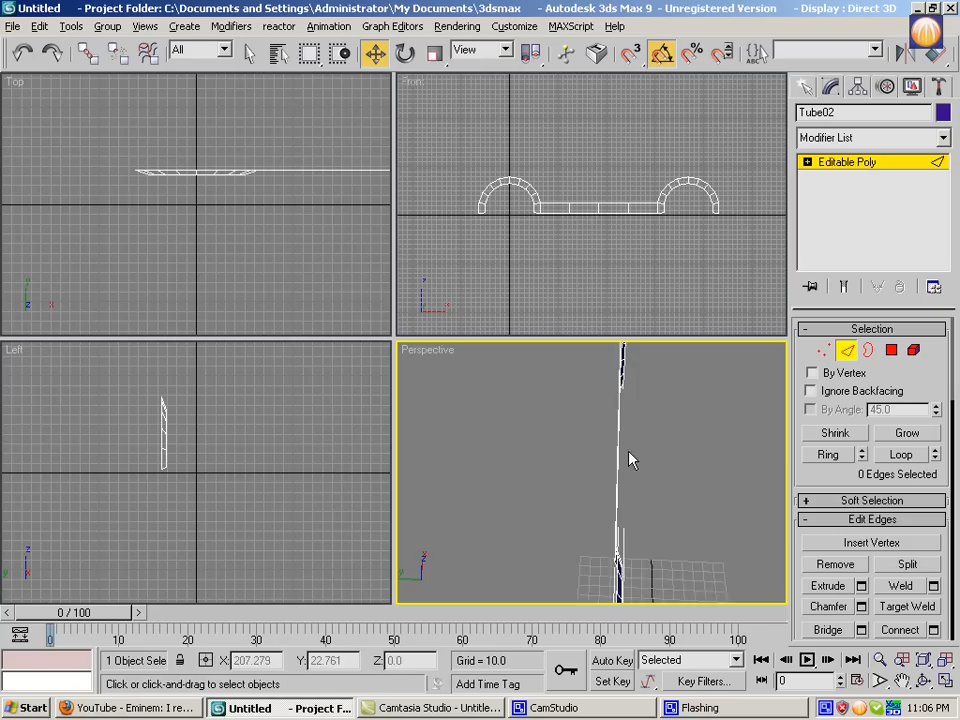 Untitled - Project Folder: C:\Documents and Settings\Administrator\My Documents\3dsmax - Autodesk 3ds Max 9 - Unregistered Version - Display : Direct 3D
File Edit Tools Group Views Create Modifiers reactor Animation Graph Editors Rendering Customize MAXScript Help
All View 3 ABC
Top Front
Tube02
Modifier List
Editable Poly
y z x
z x
Left Perspective
Selection
By Vertex
Ignore Backfacing
By Angle: 45.0
Shrink Grow
Ring Loop
0 Edges Selected
Soft Selection
Edit Edges
Insert Vertex
Remove Split
Extrude Weld
Chamfer Target Weld
Bridge Connect
z y x
z x y
< 0 / 100 >
0 10 20 30 40 50 60 70 80 90 100
1 Object Sele X: 207.279 Y: 22.761 Z: 0.0 Grid = 10.0 Auto Key Selected
Click or click-and-drag to select objects Add Time Tag Set Key Key Filters... 0
Start YouTube - Eminem: I re... Untitled - Project F... Camtasia Studio - Untitle... CamStudio Flashing 11:06 PM